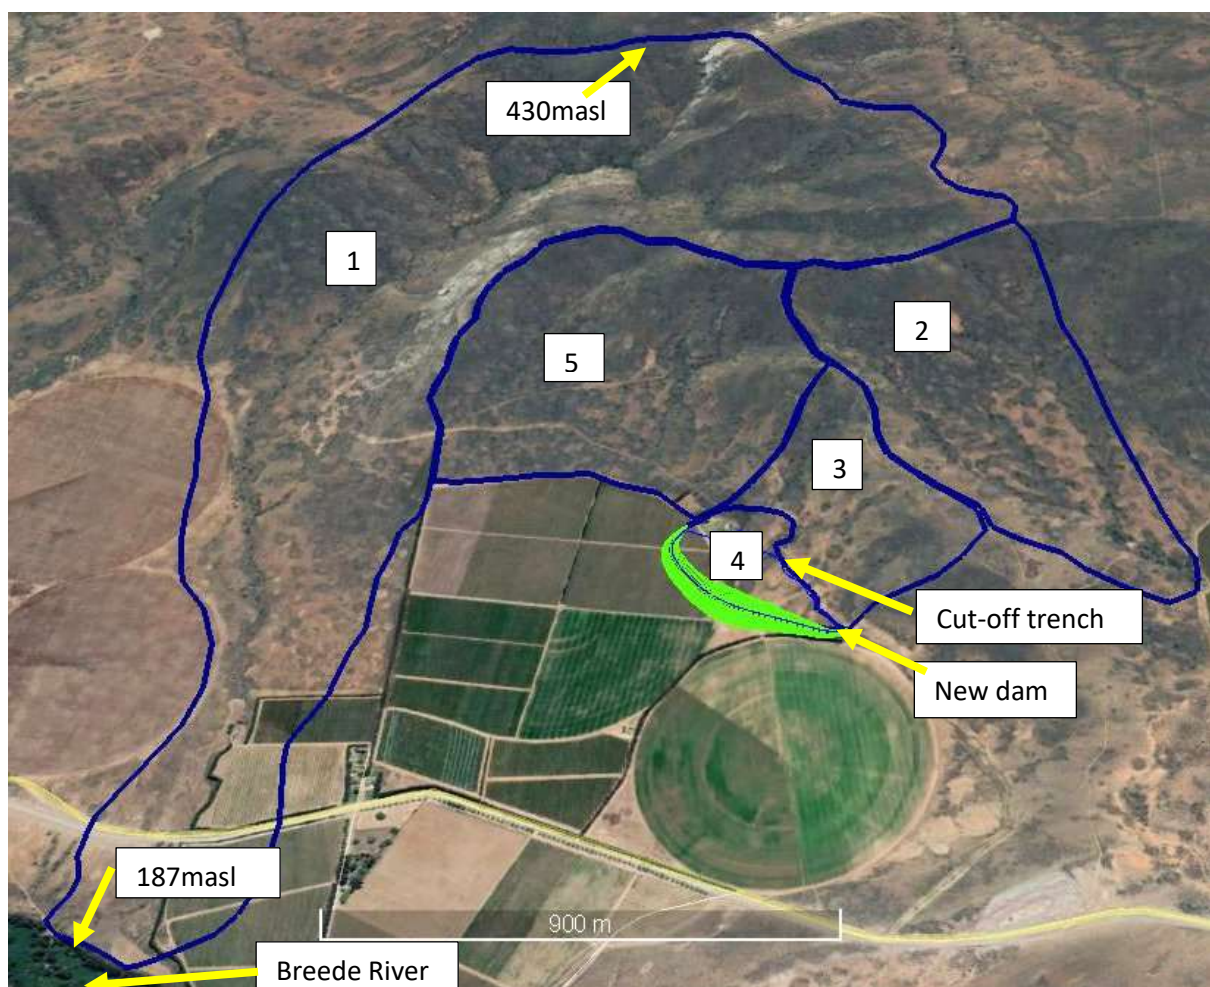 430masl
1
2
5
3
4
Cut-off trench
New dam
187masl
900 m
Breede River